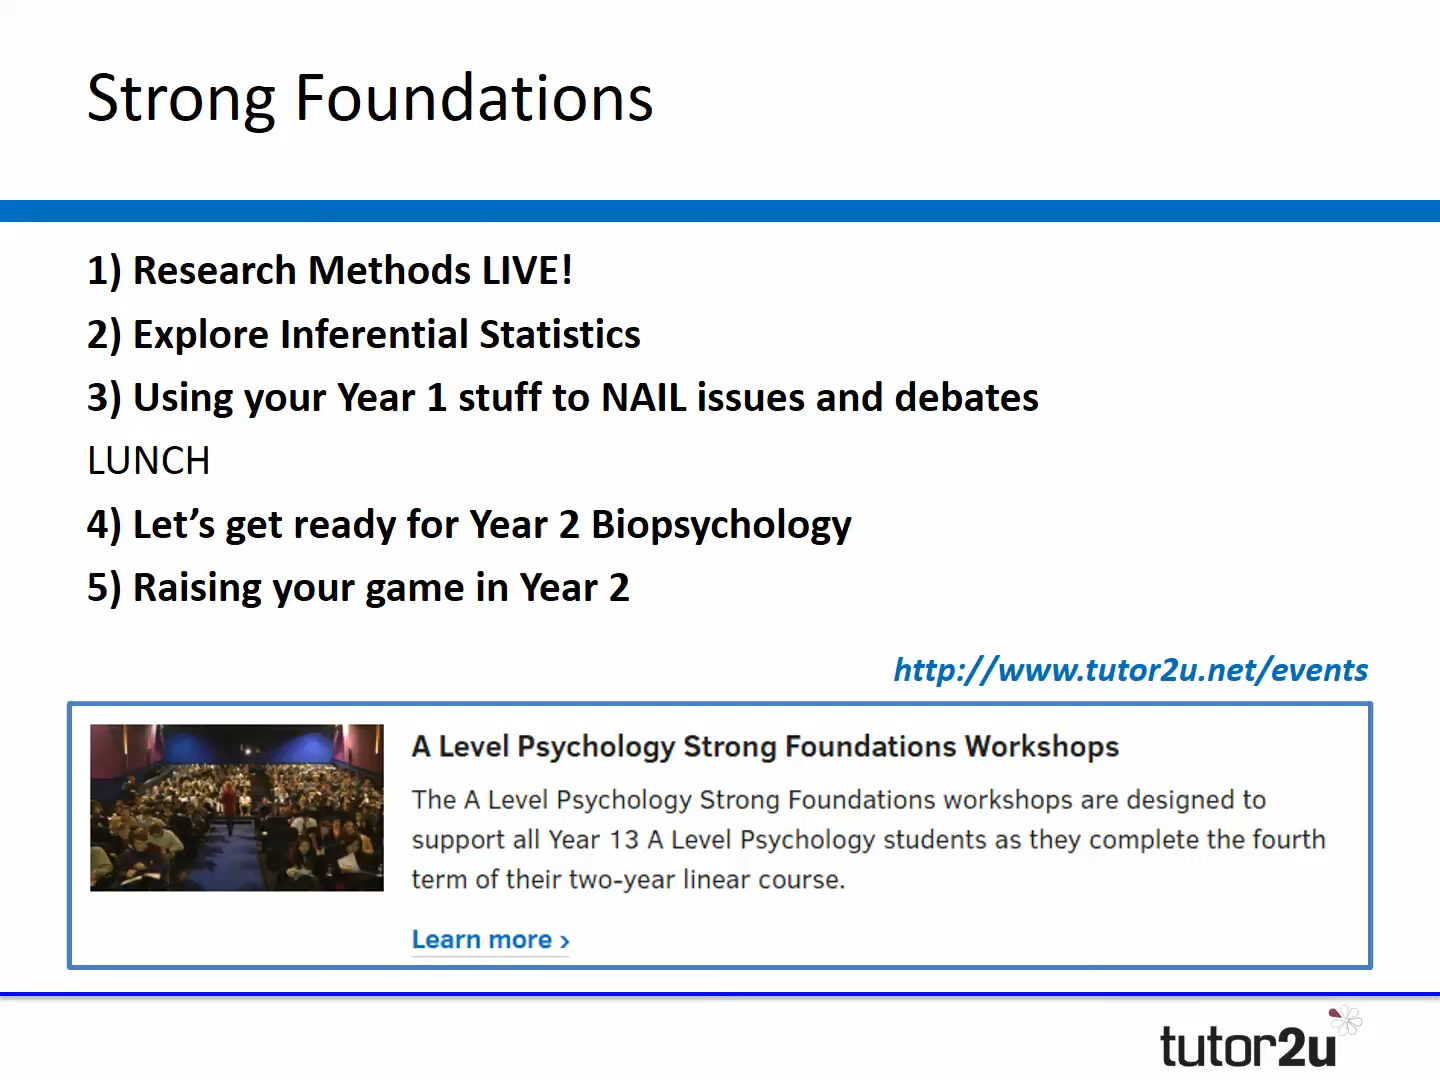 Strong Foundations
1) Research Methods LIVE!
2) Explore Inferential Statistics
3) Using your Year 1 stuff to NAIL issues and debates
LUNCH
4) Let’s get ready for Year 2 Biopsychology
5) Raising your game in Year 2
http://www.tutor2u.net/events
A Level Psychology Strong Foundations Workshops
The A Level Psychology Strong Foundations workshops are designed to
support all Year 13 A Level Psychology students as they complete the fourth
term of their two-year linear course.
Learn more ›
tutor2u